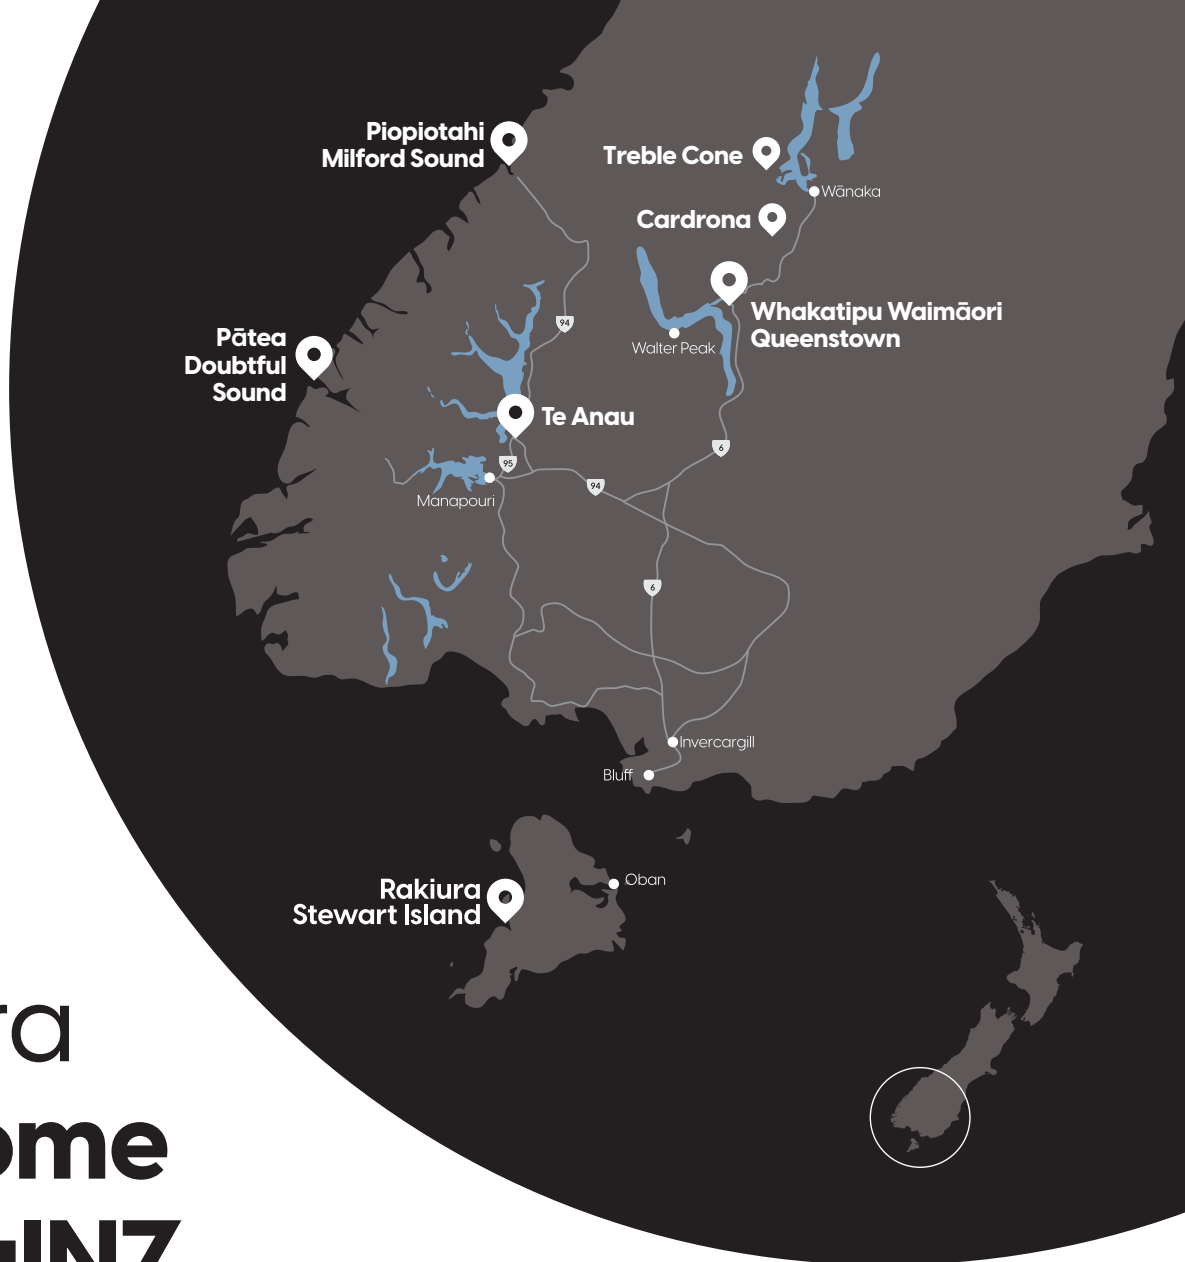 Piopiotahi
Milford Sound
Treble Cone
Wānaka
Cardrona
Whakatipu Waimāori
Queenstown
94
Walter Peak
Pātea
Doubtful
Sound
Te Anau
6
95
94
Manapouri
6
Invercargill
Bluff
Oban
Rakiura
Stewart Island